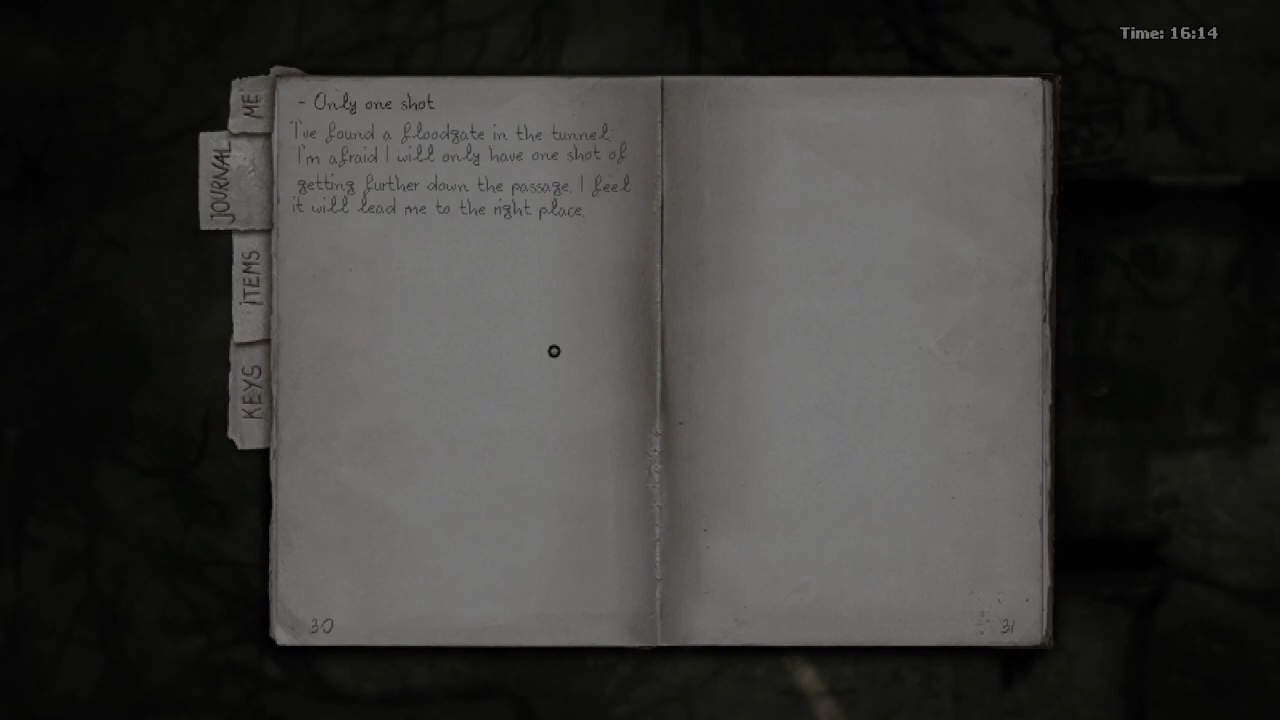 Time: 16:14
ME
JOURNAL
ITEMS
KEYS
- Only one shot
I've found a floodgate in the tunnel.
I'm afraid I will only have one shot of
getting further down the passage. I feel
it will lead me to the right place.
30
31